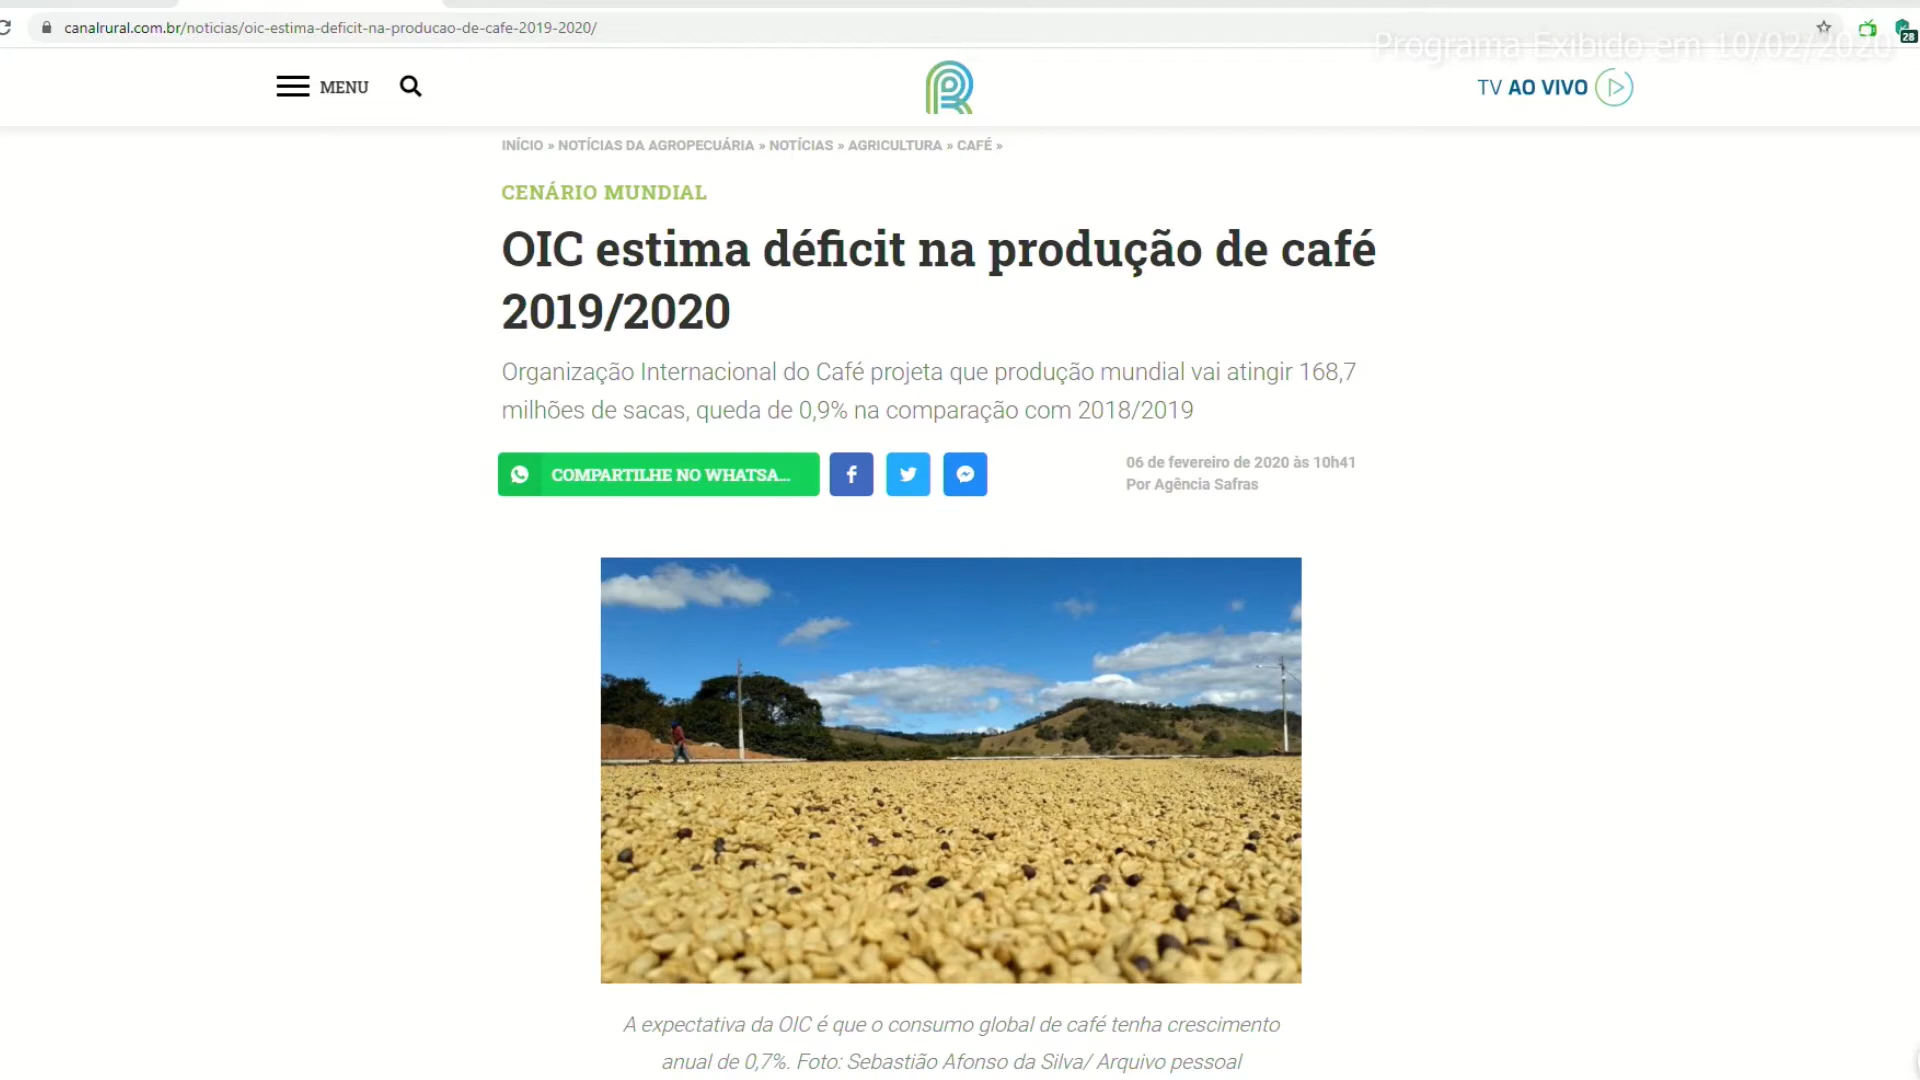 canalrural.com.br/noticias/oic-estima-deficit-na-producao-de-cafe-2019-2020/
28
Programa Exibido em 10/02/2020
MENU
TV AO VIVO
INÍCIO » NOTÍCIAS DA AGROPECUÁRIA » NOTÍCIAS » AGRICULTURA » CAFÉ »
CENÁRIO MUNDIAL
OIC estima déficit na produção de café
2019/2020
Organização Internacional do Café projeta que produção mundial vai atingir 168,7
milhões de sacas, queda de 0,9% na comparação com 2018/2019
COMPARTILHE NO WHATSA...
06 de fevereiro de 2020 às 10h41
Por Agência Safras
A expectativa da OIC é que o consumo global de café tenha crescimento
anual de 0,7%. Foto: Sebastião Afonso da Silva/ Arquivo pessoal